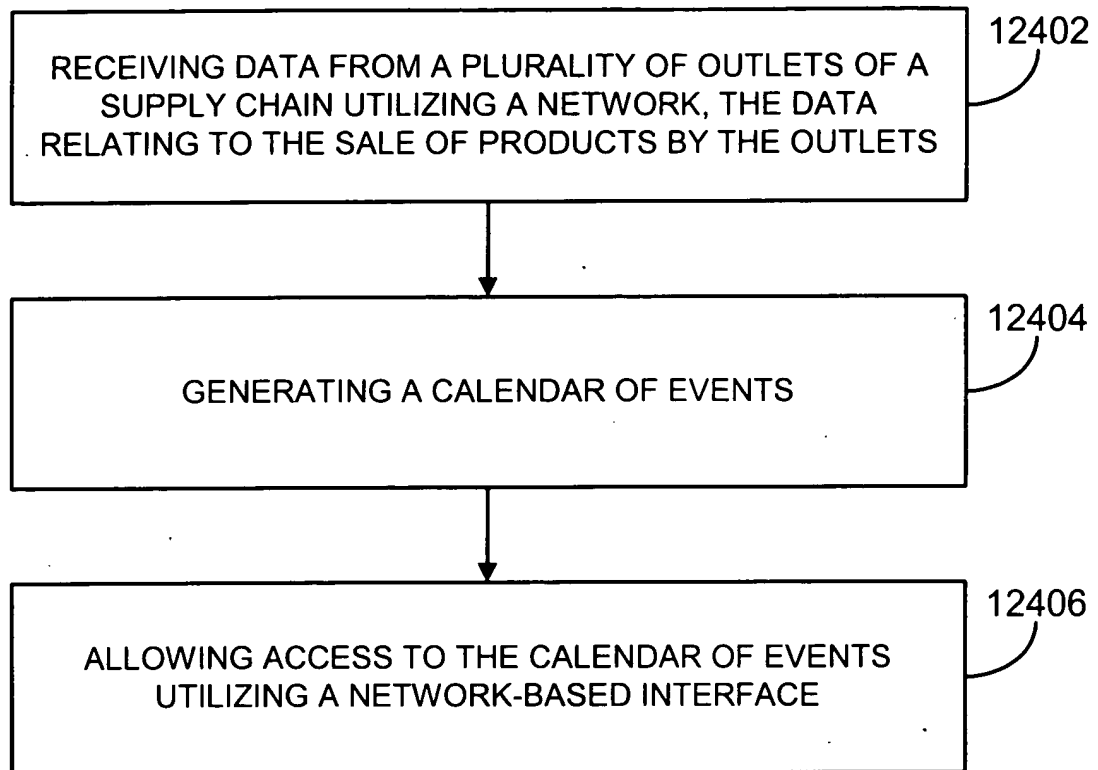 12402
RECEIVING DATA FROM A PLURALITY OF OUTLETS OF A
SUPPLY CHAIN UTILIZING A NETWORK, THE DATA
RELATING TO THE SALE OF PRODUCTS BY THE OUTLETS
12404
GENERATING A CALENDAR OF EVENTS
12406
ALLOWING ACCESS TO THE CALENDAR OF EVENTS
UTILIZING A NETWORK-BASED INTERFACE